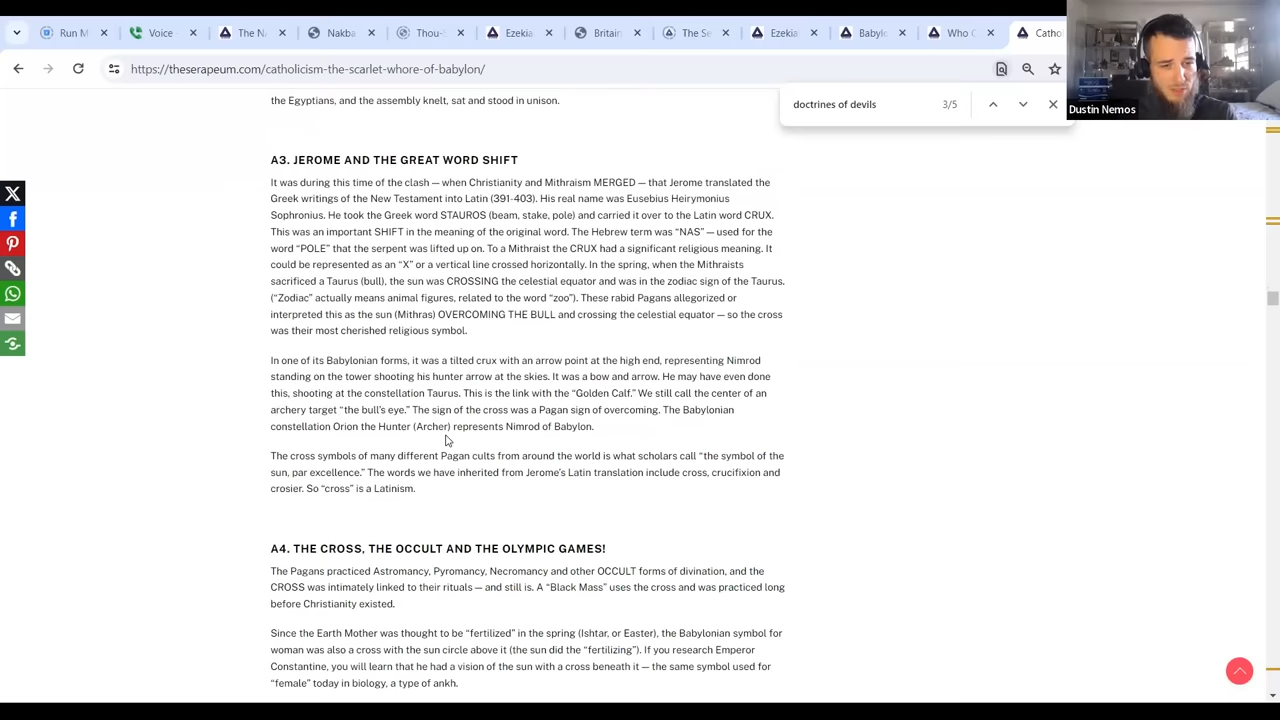 Run M
Voice
The N
Nakba
Thou-
Ezekia
Britain
The Se
Ezekia
Babylo
Who C
Catho
https://theserapeum.com/catholicism-the-scarlet-whore-of-babylon/
doctrines of devils 3/5
Dustin Nemos
the Egyptians, and the assembly knelt, sat and stood in unison.
A3. JEROME AND THE GREAT WORD SHIFT
It was during this time of the clash — when Christianity and Mithraism MERGED — that Jerome translated the
Greek writings of the New Testament into Latin (391-403). His real name was Eusebius Heirymonius
Sophronius. He took the Greek word STAUROS (beam, stake, pole) and carried it over to the Latin word CRUX.
This was an important SHIFT in the meaning of the original word. The Hebrew term was “NAS” — used for the
word “POLE” that the serpent was lifted up on. To a Mithraist the CRUX had a significant religious meaning. It
could be represented as an “X” or a vertical line crossed horizontally. In the spring, when the Mithraists
sacrificed a Taurus (bull), the sun was CROSSING the celestial equator and was in the zodiac sign of the Taurus.
(“Zodiac” actually means animal figures, related to the word “zoo”). These rabid Pagans allegorized or
interpreted this as the sun (Mithras) OVERCOMING THE BULL and crossing the celestial equator — so the cross
was their most cherished religious symbol.
In one of its Babylonian forms, it was a tilted crux with an arrow point at the high end, representing Nimrod
standing on the tower shooting his hunter arrow at the skies. It was a bow and arrow. He may have even done
this, shooting at the constellation Taurus. This is the link with the “Golden Calf.” We still call the center of an
archery target “the bull’s eye.” The sign of the cross was a Pagan sign of overcoming. The Babylonian
constellation Orion the Hunter (Archer) represents Nimrod of Babylon.
The cross symbols of many different Pagan cults from around the world is what scholars call “the symbol of the
sun, par excellence.” The words we have inherited from Jerome’s Latin translation include cross, crucifixion and
crosier. So “cross” is a Latinism.
A4. THE CROSS, THE OCCULT AND THE OLYMPIC GAMES!
The Pagans practiced Astromancy, Pyromancy, Necromancy and other OCCULT forms of divination, and the
CROSS was intimately linked to their rituals — and still is. A “Black Mass” uses the cross and was practiced long
before Christianity existed.
Since the Earth Mother was thought to be “fertilized” in the spring (Ishtar, or Easter), the Babylonian symbol for
woman was also a cross with the sun circle above it (the sun did the “fertilizing”). If you research Emperor
Constantine, you will learn that he had a vision of the sun with a cross beneath it — the same symbol used for
“female” today in biology, a type of ankh.